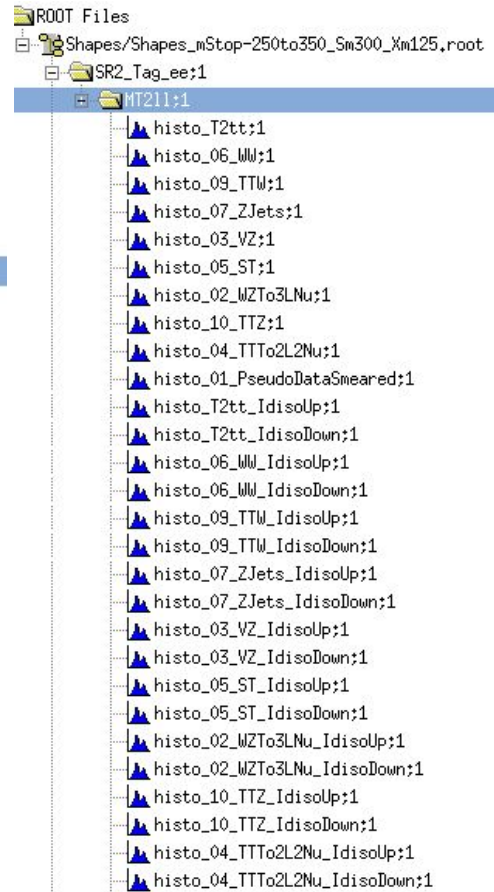 ROOT Files
Shapes/Shapes_mStop-250to350_Sm300_Xm125.root
SR2_Tag_ee;1
MT2ll;1
histo_T2tt;1
histo_06_WW;1
histo_09_TTW;1
histo_07_ZJets;1
histo_03_VZ;1
histo_05_ST;1
histo_02_WZTo3LNu;1
histo_10_TTZ;1
histo_04_TTTo2L2Nu;1
histo_01_PseudoDataSmeared;1
histo_T2tt_IdisoUp;1
histo_T2tt_IdisoDown;1
histo_06_WW_IdisoUp;1
histo_06_WW_IdisoDown;1
histo_09_TTW_IdisoUp;1
histo_09_TTW_IdisoDown;1
histo_07_ZJets_IdisoUp;1
histo_07_ZJets_IdisoDown;1
histo_03_VZ_IdisoUp;1
histo_03_VZ_IdisoDown;1
histo_05_ST_IdisoUp;1
histo_05_ST_IdisoDown;1
histo_02_WZTo3LNu_IdisoUp;1
histo_02_WZTo3LNu_IdisoDown;1
histo_10_TTZ_IdisoUp;1
histo_10_TTZ_IdisoDown;1
histo_04_TTTo2L2Nu_IdisoUp;1
histo_04_TTTo2L2Nu_IdisoDown;1